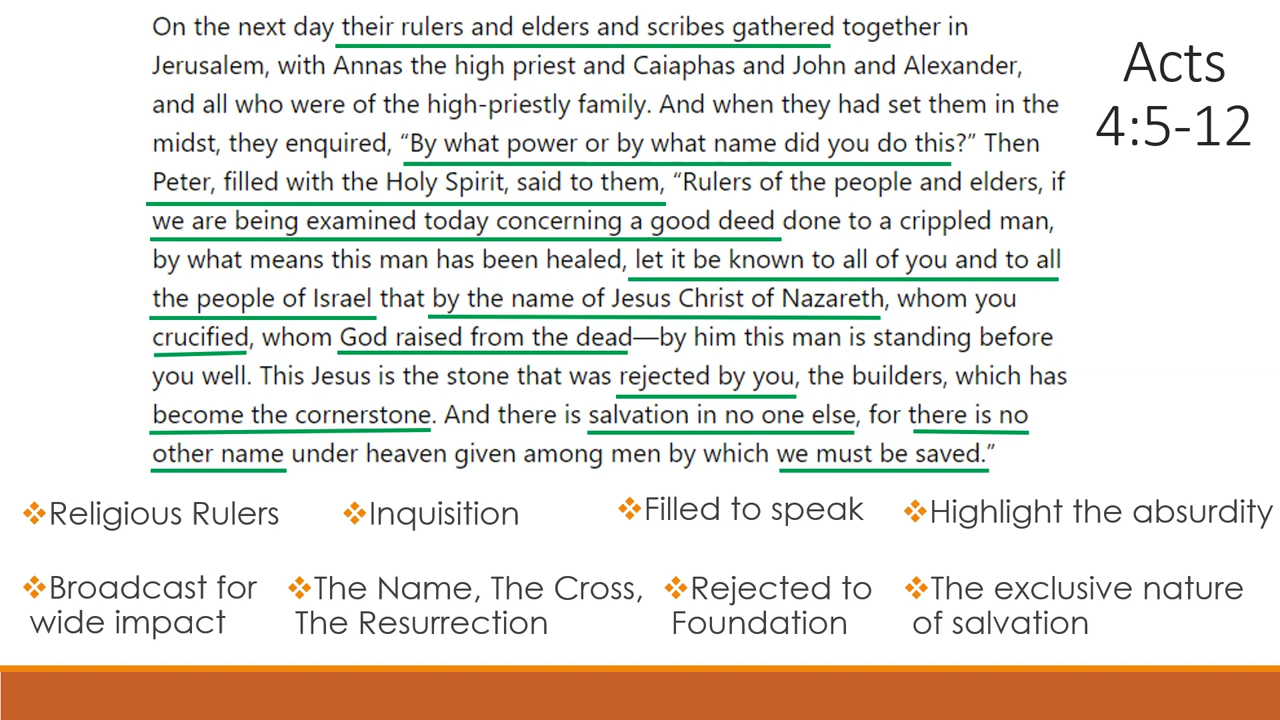 On the next day their rulers and elders and scribes gathered together in
Jerusalem, with Annas the high priest and Caiaphas and John and Alexander,
and all who were of the high-priestly family. And when they had set them in the
midst, they enquired, “By what power or by what name did you do this?” Then
Peter, filled with the Holy Spirit, said to them, “Rulers of the people and elders, if
we are being examined today concerning a good deed done to a crippled man,
by what means this man has been healed, let it be known to all of you and to all
the people of Israel that by the name of Jesus Christ of Nazareth, whom you
crucified, whom God raised from the dead—by him this man is standing before
you well. This Jesus is the stone that was rejected by you, the builders, which has
become the cornerstone. And there is salvation in no one else, for there is no
other name under heaven given among men by which we must be saved.”
Acts
4:5-12
❖Religious Rulers
❖Inquisition
❖Filled to speak
❖Highlight the absurdity
❖Broadcast for
wide impact
❖The Name, The Cross,
The Resurrection
❖Rejected to
Foundation
❖The exclusive nature
of salvation